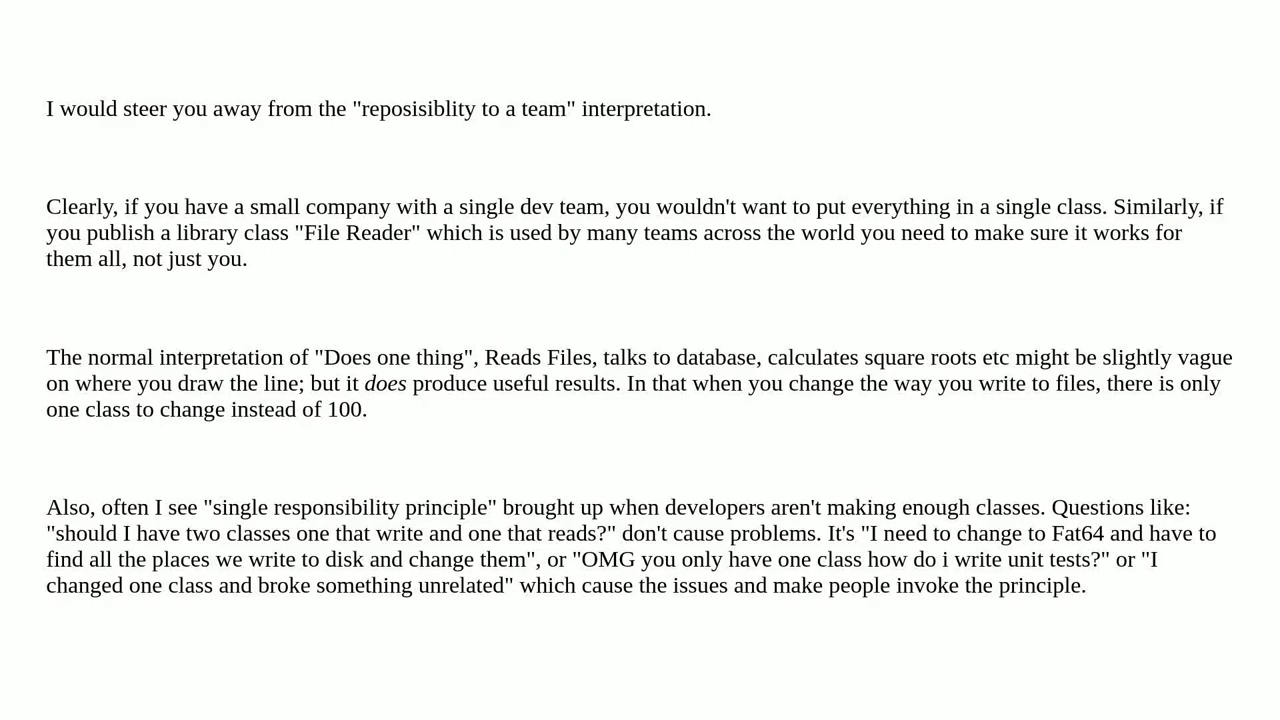 I would steer you away from the "reposisiblity to a team" interpretation.
Clearly, if you have a small company with a single dev team, you wouldn't want to put everything in a single class. Similarly, if
you publish a library class "File Reader" which is used by many teams across the world you need to make sure it works for
them all, not just you.
The normal interpretation of "Does one thing", Reads Files, talks to database, calculates square roots etc might be slightly vague
on where you draw the line; but it does produce useful results. In that when you change the way you write to files, there is only
one class to change instead of 100.
Also, often I see "single responsibility principle" brought up when developers aren't making enough classes. Questions like:
"should I have two classes one that write and one that reads?" don't cause problems. It's "I need to change to Fat64 and have to
find all the places we write to disk and change them", or "OMG you only have one class how do i write unit tests?" or "I
changed one class and broke something unrelated" which cause the issues and make people invoke the principle.